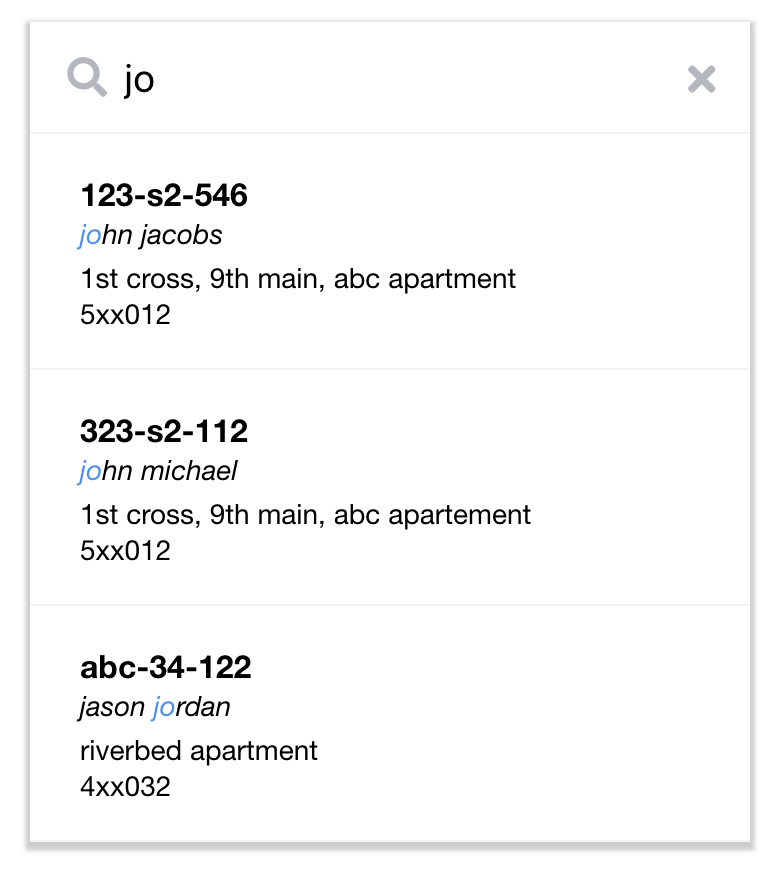 jo
123-s2-546
john jacobs
1st cross, 9th main, abc apartment
5xx012
323-s2-112
john michael
1st cross, 9th main, abc apartement
5xx012
abc-34-122
jason jordan
riverbed apartment
4xx032